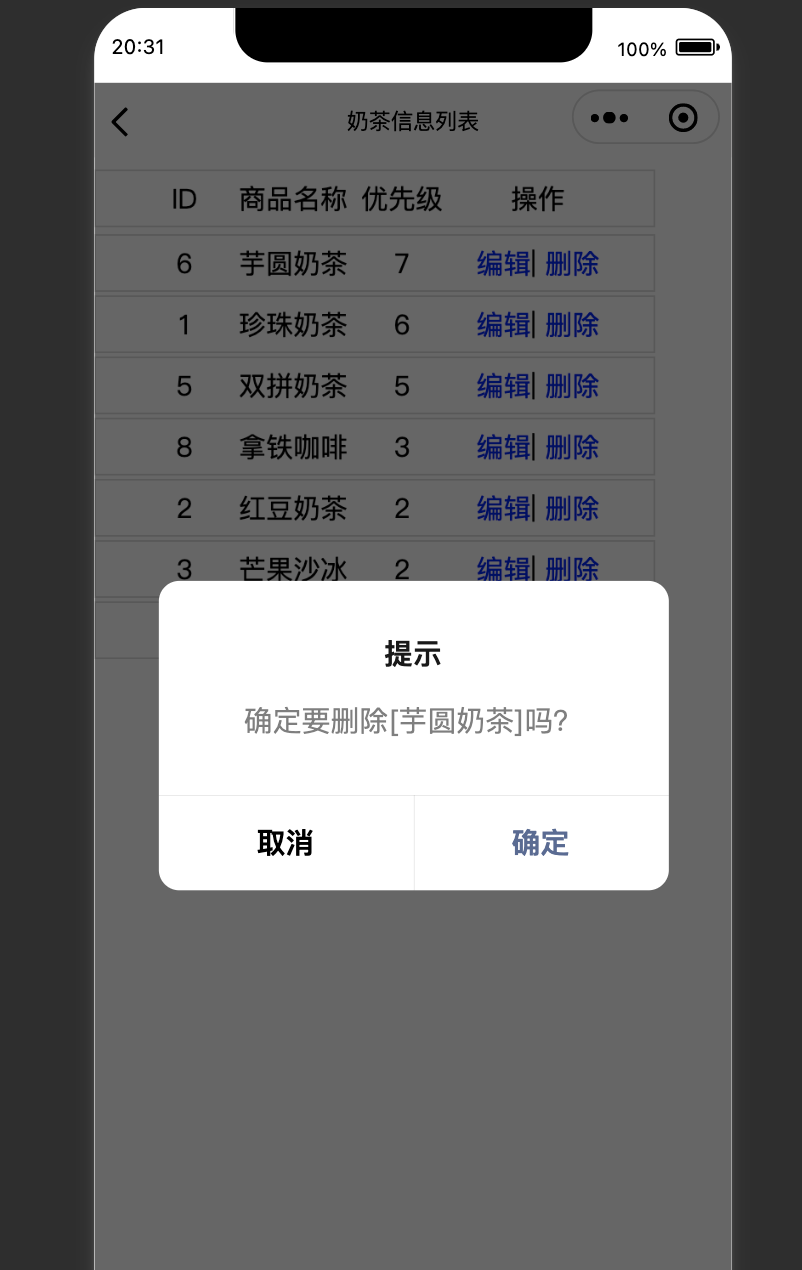 20:31 100%
奶茶信息列表
ID 商品名称 优先级 操作
6 芋圆奶茶 7 编辑| 删除
1 珍珠奶茶 6 编辑| 删除
5 双拼奶茶 5 编辑| 删除
8 拿铁咖啡 3 编辑| 删除
2 红豆奶茶 2 编辑| 删除
3 芒果沙冰 2 编辑| 删除
提示
确定要删除[芋圆奶茶]吗?
取消 确定